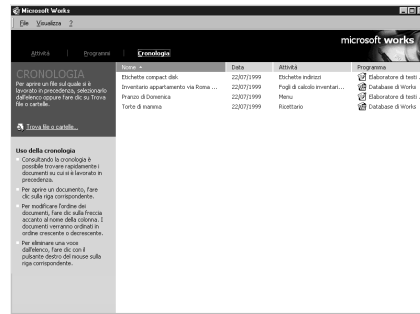 Microsoft Works
File Visualizza ?
microsoft works
Attività Programmi Cronologia
CRONOLOGIA
Per aprire un file sul quale si è
lavorato in precedenza, selezionarlo
dall'elenco oppure fare clic su Trova
file o cartelle.
Trova file o cartelle...
Uso della cronologia
Consultando la cronologia è
possibile trovare rapidamente i
documenti su cui si è lavorato in
precedenza.
Per aprire un documento, fare
clic sulla riga corrispondente.
Per modificare l'ordine dei
documenti, fare clic sulla freccia
accanto al nome della colonna. I
documenti verranno ordinati in
ordine crescente o decrescente.
Per eliminare una voce
dall'elenco, fare clic con il
pulsante destro del mouse sulla
riga corrispondente.
Nome Data Attività Programma
Etichette compact disk 22/07/1999 Etichette indirizzi Elaboratore di testi ...
Inventario appartamento via Roma ... 22/07/1999 Fogli di calcolo inventari... Database di Works
Pranzo di Domenica 22/07/1999 Menu Elaboratore di testi ...
Torte di mamma 22/07/1999 Ricettario Database di Works